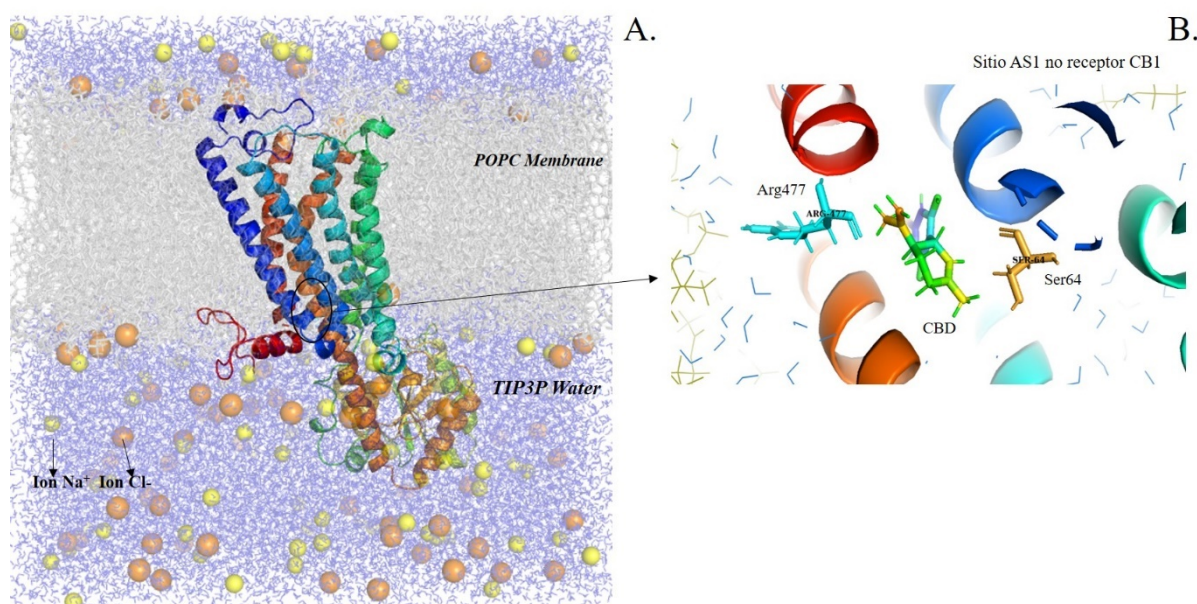 A.
B.
Sitio AS1 no receptor CB1
POPC Membrane
Arg477
ARG-477
SER-64
Ser64
CBD
TIP3P Water
Ion Na⁺ Ion Cl-